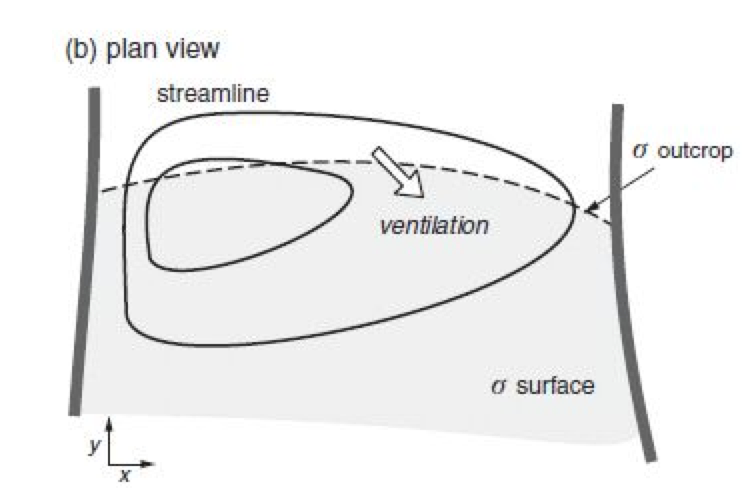 (b) plan view
streamline
σ outcrop
ventilation
σ surface
y
x